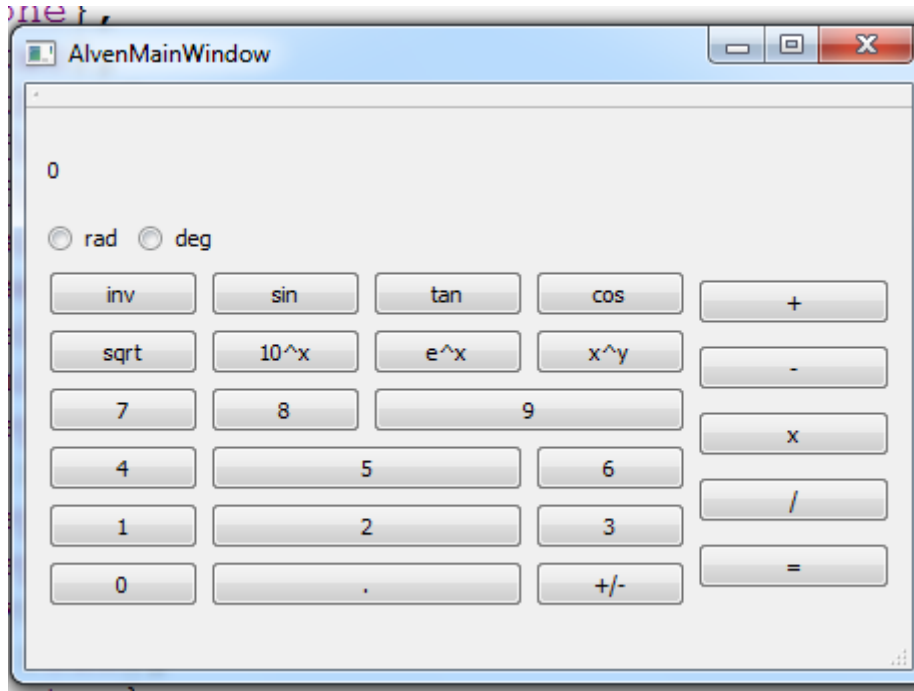 one},
AlvenMainWindow
0
rad deg
inv sin tan cos +
sqrt 10^x e^x x^y -
7 8 9 x
4 5 6 /
1 2 3 =
0 . +/-